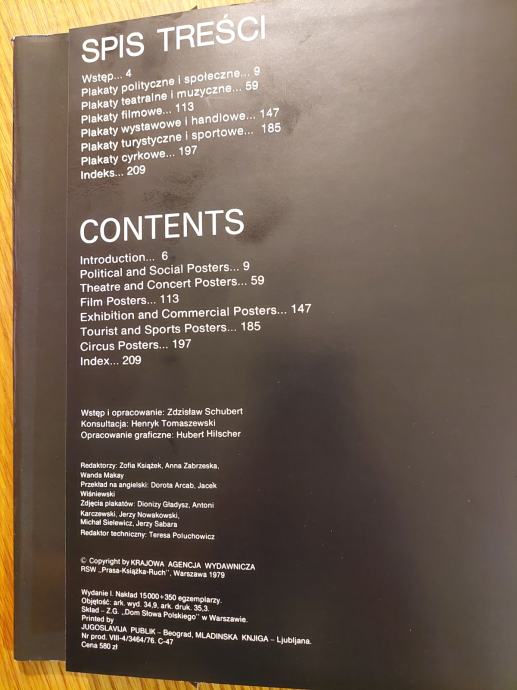 SPIS TREŚCI
Wstęp... 4
Plakaty polityczne i społeczne... 9
Plakaty teatralne i muzyczne... 59
Plakaty filmowe... 113
Plakaty wystawowe i handlowe... 147
Plakaty turystyczne i sportowe... 185
Plakaty cyrkowe... 197
Indeks... 209
CONTENTS
Introduction... 6
Political and Social Posters... 9
Theatre and Concert Posters... 59
Film Posters... 113
Exhibition and Commercial Posters... 147
Tourist and Sports Posters... 185
Circus Posters... 197
Index... 209
Wstęp i opracowanie: Zdzisław Schubert
Konsultacja: Henryk Tomaszewski
Opracowanie graficzne: Hubert Hilscher
Redaktorzy: Zofia Książek, Anna Zabrzeska,
Wanda Makay
Przekład na angielski: Dorota Arcab, Jacek
Wiśniewski
Zdjęcia plakatów: Dionizy Gładysz, Antoni
Karczewski, Jerzy Nowakowski,
Michał Sielewicz, Jerzy Sabara
Redaktor techniczny: Teresa Poluchowicz
© Copyright by KRAJOWA AGENCJA WYDAWNICZA
RSW „Prasa-Książka-Ruch", Warszawa 1979
Wydanie I. Nakład 15000+350 egzemplarzy.
Objętość: ark. wyd. 34,9, ark. druk. 35,3.
Skład – Z.G. „Dom Słowa Polskiego" w Warszawie.
Printed by
JUGOSLAVIJA PUBLIK – Beograd, MLADINSKA KNJIGA – Ljubljana.
Nr prod. VIII-4/3464/76. C-47
Cena 580 zł